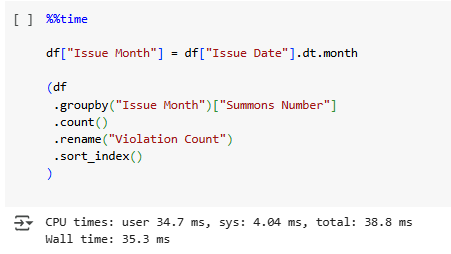 [ ] %%time
df["Issue Month"] = df["Issue Date"].dt.month
(df
.groupby("Issue Month")["Summons Number"]
.count()
.rename("Violation Count")
.sort_index()
)
CPU times: user 34.7 ms, sys: 4.04 ms, total: 38.8 ms
Wall time: 35.3 ms